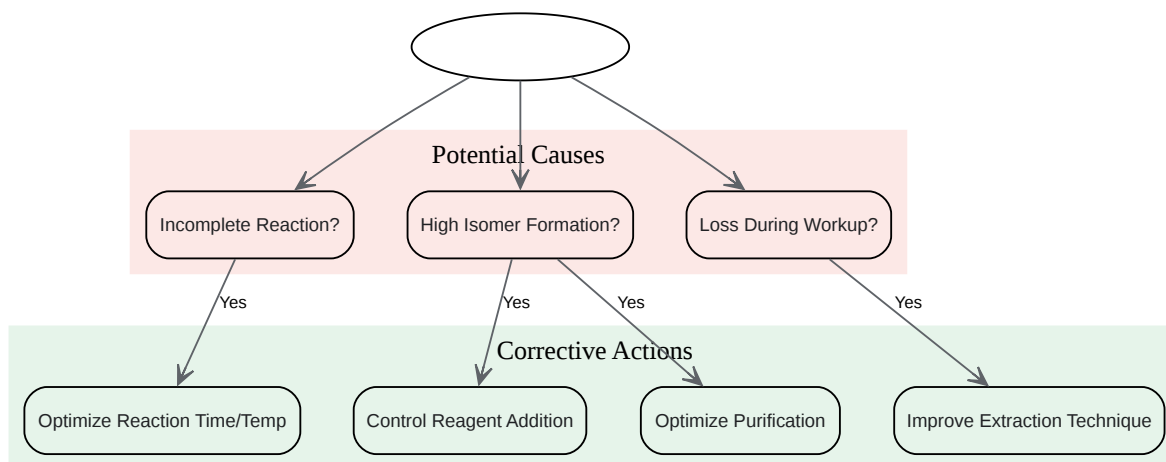 Potential Causes
Incomplete Reaction?
High Isomer Formation?
Loss During Workup?
Yes
Yes
Yes
Yes
Corrective Actions
Optimize Reaction Time/Temp
Control Reagent Addition
Optimize Purification
Improve Extraction Technique